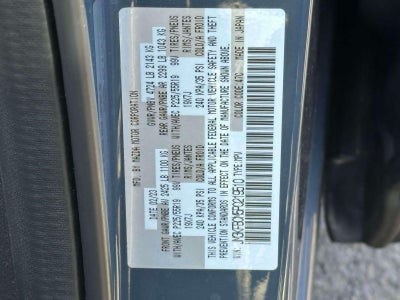 MFD. BY MAZDA MOTOR CORPORATION
02/23 GVWR/PNBV 4724 LB 2143 KG
FRONT GAWR/PNBE AV 2425 LB 1100 KG REAR GAWR/PNBE AR 2299 LB 1043 KG
WITH/AVEC P225/55R19 99V TIRES/PNEUS WITH/AVEC P225/55R19 99V TIRES/PNEUS
19X7J RIMS/JANTES 19X7J RIMS/JANTES
240 KPA/35 PSI COLD/A FROID 240 KPA/35 PSI COLD/A FROID
THIS VEHICLE CONFORMS TO ALL APPLICABLE FEDERAL MOTOR VEHICLE SAFETY AND THEFT
PREVENTION STANDARDS IN EFFECT ON THE DATE OF MANUFACTURE SHOWN ABOVE.
COLOR CODE/ATC:
V.I.N.: TYPE:MPV